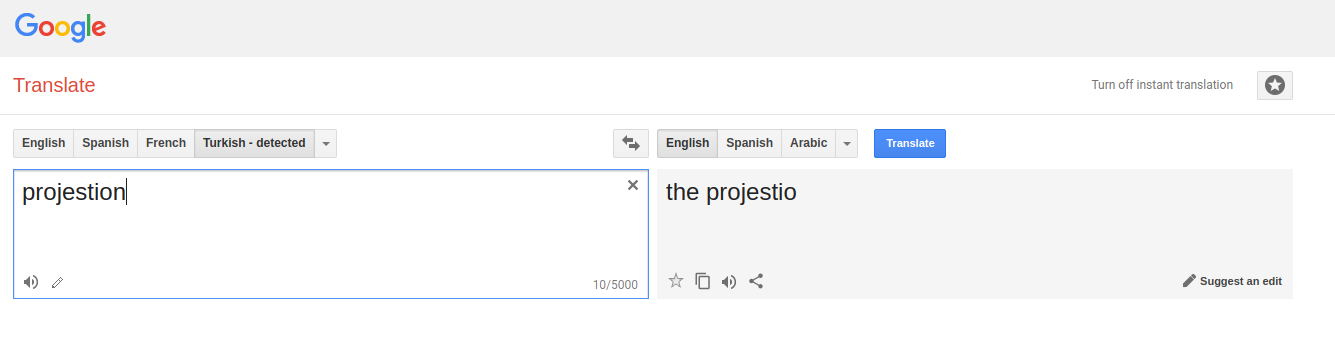 Google
Translate
Turn off instant translation
English Spanish French Turkish - detected English Spanish Arabic Translate
projestion
the projestio
10/5000
Suggest an edit